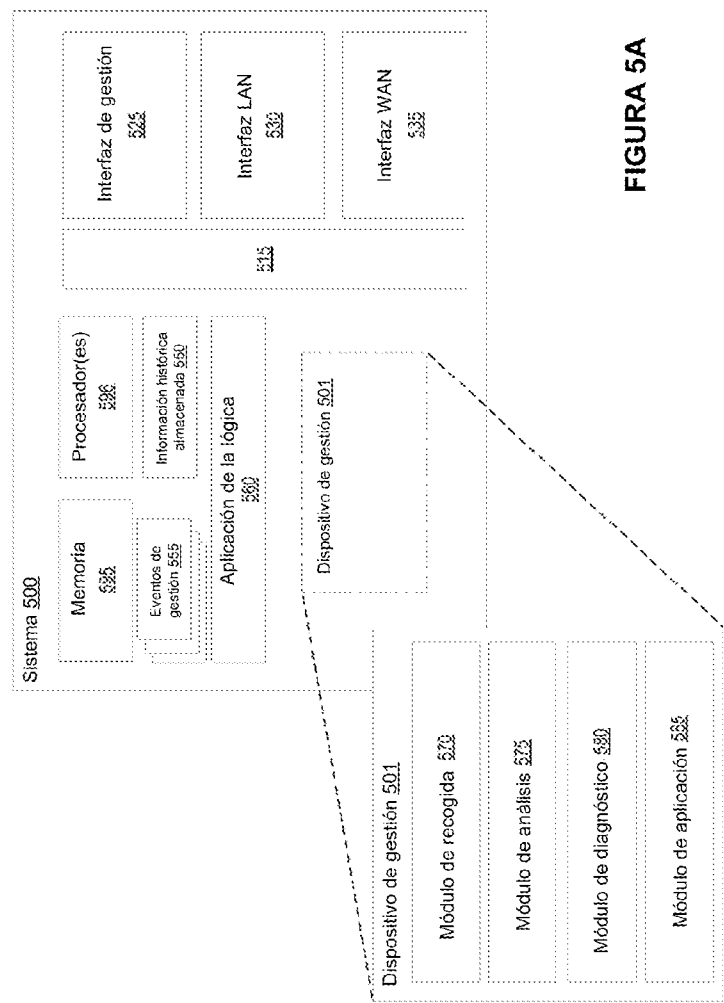 Sistema 500
Memoria
595
Procesador(es)
596
Eventos de
gestión 555
Información histórica
almacenada 550
Aplicación de la lógica
560
Dispositivo de gestión 501
515
Interfaz de gestión
525
Interfaz LAN
530
Interfaz WAN
535
Dispositivo de gestión 501
Módulo de recogida 570
Módulo de análisis 575
Módulo de diagnóstico 580
Módulo de aplicación 585
FIGURA 5A